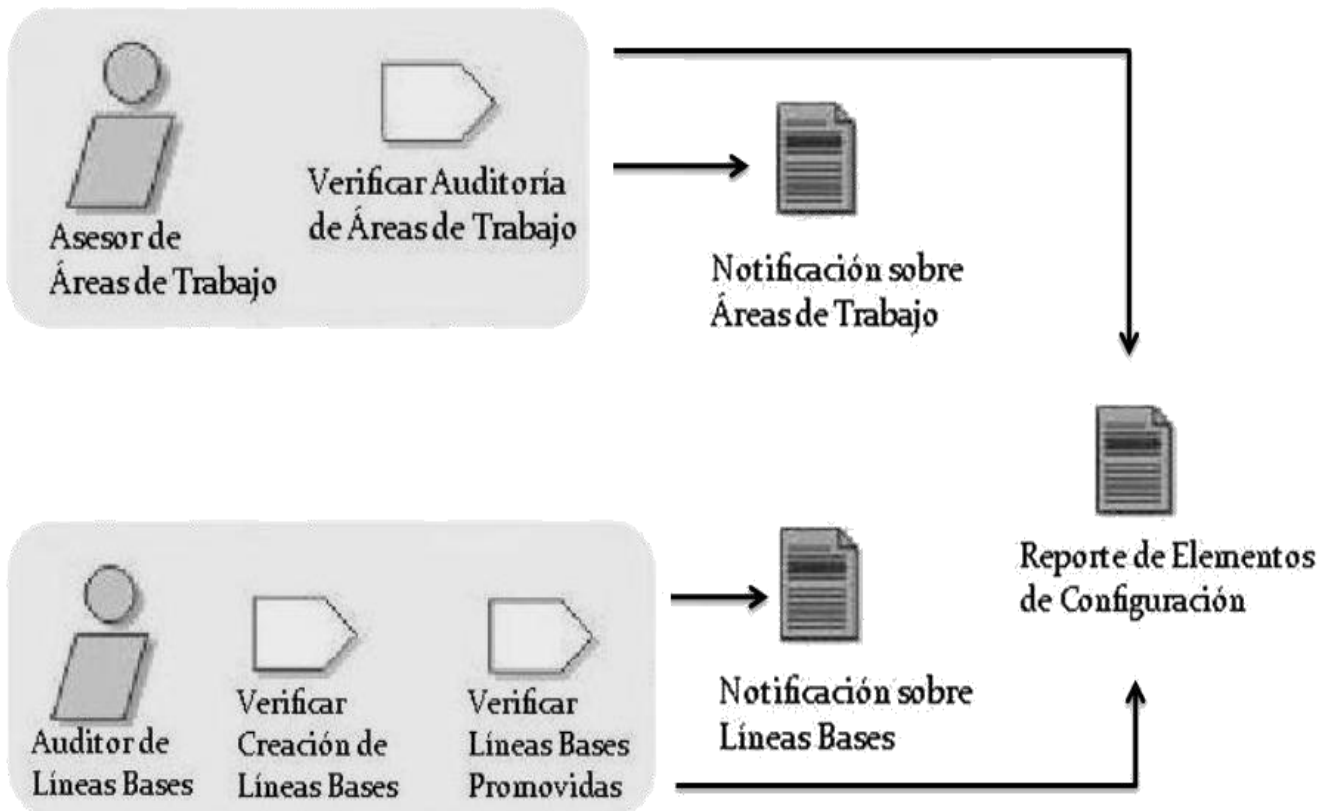 Verificar Auditoría
de Áreas de Trabajo
Asesor de
Áreas de Trabajo
Notificación sobre
Áreas de Trabajo
Reporte de Elementos
de Configuración
Auditor de
Líneas Bases
Verificar
Creación de
Líneas Bases
Verificar
Líneas Bases
Promovidas
Notificación sobre
Líneas Bases